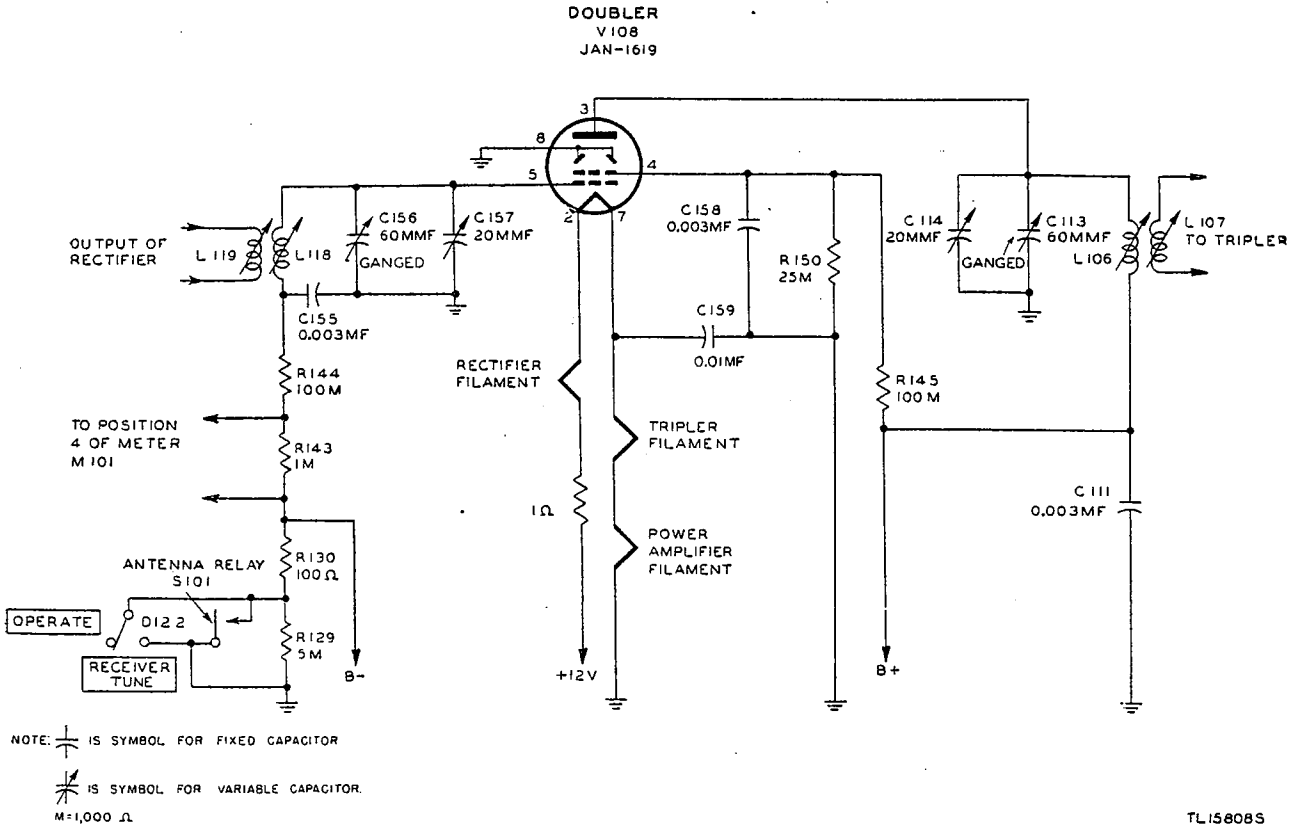 DOUBLER
V108
JAN-1619
3
8
4
5
2
7
OUTPUT OF
RECTIFIER
L119
L118
C156
60MMF
GANGED
C157
20MMF
C155
0.003MF
C158
0.003MF
R150
25M
C159
0.01MF
C114
20MMF
GANGED
C113
60MMF
L106
L107
TO TRIPLER
R144
100M
TO POSITION
4 OF METER
M101
R143
1M
RECTIFIER
FILAMENT
TRIPLER
FILAMENT
R145
100M
1Ω
POWER
AMPLIFIER
FILAMENT
C111
0.003MF
R130
100Ω
ANTENNA RELAY
S101
OPERATE
D122
RECEIVER
TUNE
R129
5M
B-
+12V
B+
NOTE: IS SYMBOL FOR FIXED CAPACITOR
IS SYMBOL FOR VARIABLE CAPACITOR.
M=1,000 Ω
TL15808S